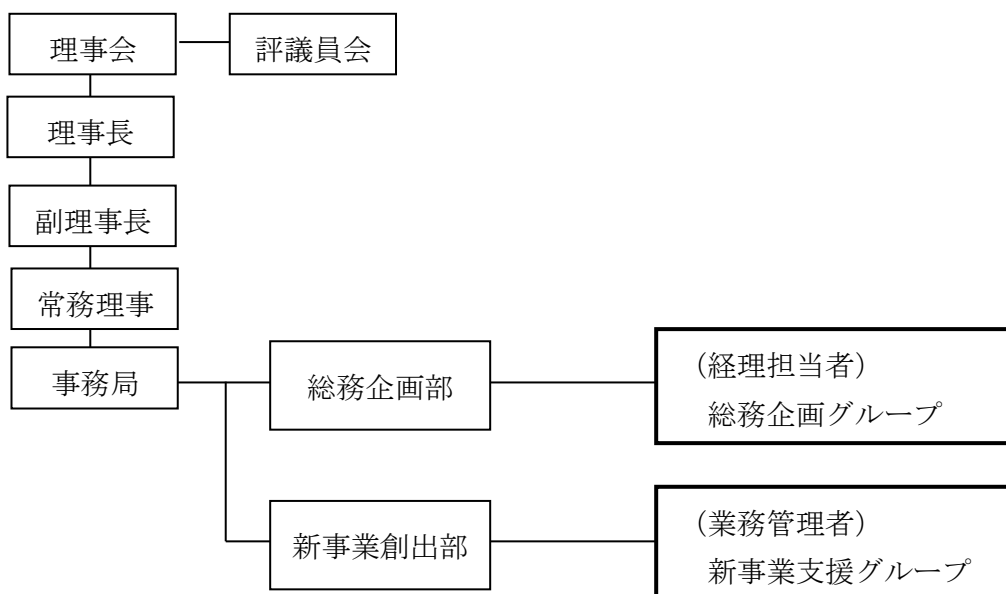 理事会
評議員会
理事長
副理事長
常務理事
事務局
総務企画部
（経理担当者）
総務企画グループ
新事業創出部
（業務管理者）
新事業支援グループ